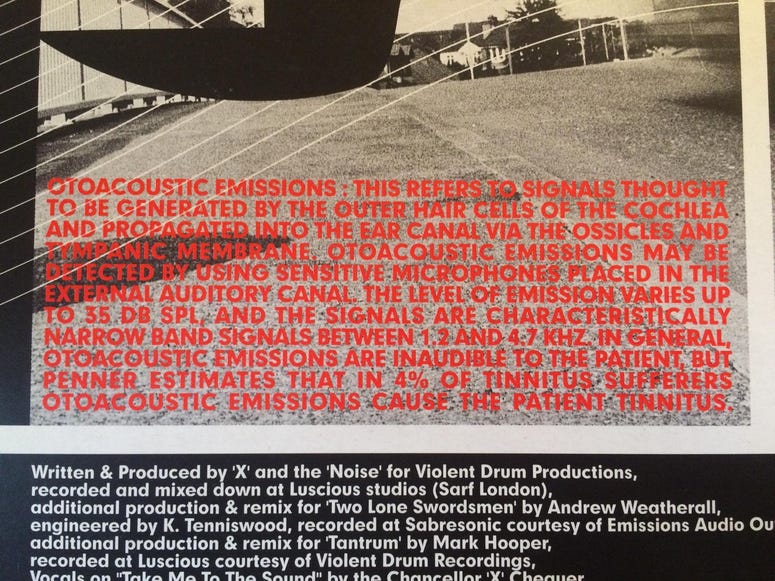 OTOACOUSTIC EMISSIONS : THIS REFERS TO SIGNALS THOUGHT
TO BE GENERATED BY THE OUTER HAIR CELLS OF THE COCHLEA
AND PROPAGATED INTO THE EAR CANAL VIA THE OSSICLES AND
TYMPANIC MEMBRANE. OTOACOUSTIC EMISSIONS MAY BE
DETECTED BY USING SENSITIVE MICROPHONES PLACED IN THE
EXTERNAL AUDITORY CANAL. THE LEVEL OF EMISSION VARIES UP
TO 35 DB SPL, AND THE SIGNALS ARE CHARACTERISTICALLY
NARROW BAND SIGNALS BETWEEN 1.2 AND 4.7 KHZ. IN GENERAL,
OTOACOUSTIC EMISSIONS ARE INAUDIBLE TO THE PATIENT, BUT
PENNER ESTIMATES THAT IN 4% OF TINNITUS SUFFERERS
OTOACOUSTIC EMISSIONS CAUSE THE PATIENT TINNITUS.
Written & Produced by 'X' and the 'Noise' for Violent Drum Productions,
recorded and mixed down at Luscious studios (Sarf London),
additional production & remix for 'Two Lone Swordsmen' by Andrew Weatherall,
engineered by K. Tenniswood, recorded at Sabresonic courtesy of Emissions Audio Ou
additional production & remix for 'Tantrum' by Mark Hooper,
recorded at Luscious courtesy of Violent Drum Recordings,
Vocals on "Take Me To The Sound" by the Chancellor 'X' Chequer